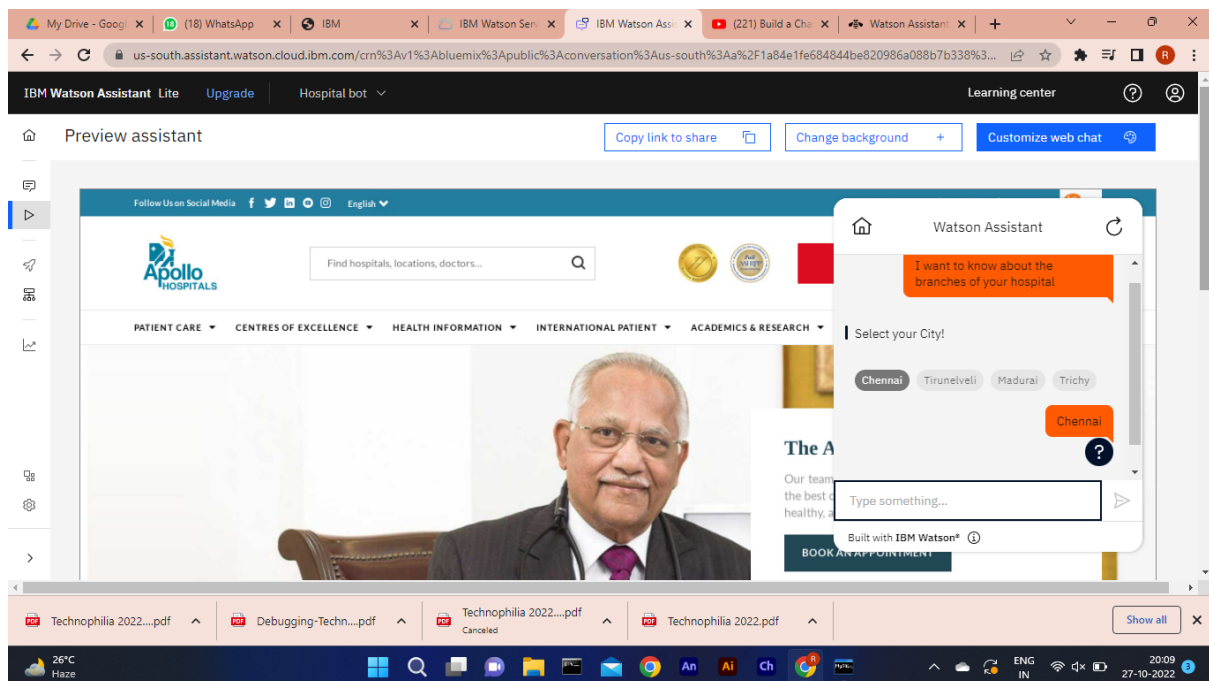 My Drive - Googl
(18) WhatsApp
IBM
IBM Watson Serv
IBM Watson Assis
(221) Build a Cha
Watson Assistant
us-south.assistant.watson.cloud.ibm.com/crn%3Av1%3Abluemix%3Apublic%3Aconversation%3Aus-south%3Aa%2F1a84e1fe684844be820986a088b7b338%3...
R
IBM Watson Assistant Lite Upgrade Hospital bot
Learning center
Preview assistant
Copy link to share
Change background +
Customize web chat
Follow Us on Social Media
English
Apollo
HOSPITALS
Find hospitals, locations, doctors...
PATIENT CARE CENTRES OF EXCELLENCE HEALTH INFORMATION INTERNATIONAL PATIENT ACADEMICS & RESEARCH
The A
Our team
the best c
healthy, a
BOOK AN APPOINTMENT
Watson Assistant
I want to know about the
branches of your hospital
Select your City!
Chennai Tirunelveli Madurai Trichy
Chennai
?
Type something...
Built with IBM Watson®
Technophilia 2022....pdf
Debugging-Techn....pdf
Technophilia 2022....pdf
Canceled
Technophilia 2022.pdf
Show all
26°C
Haze
An
Ai
Ch
ENG
IN
20:09
27-10-2022
3